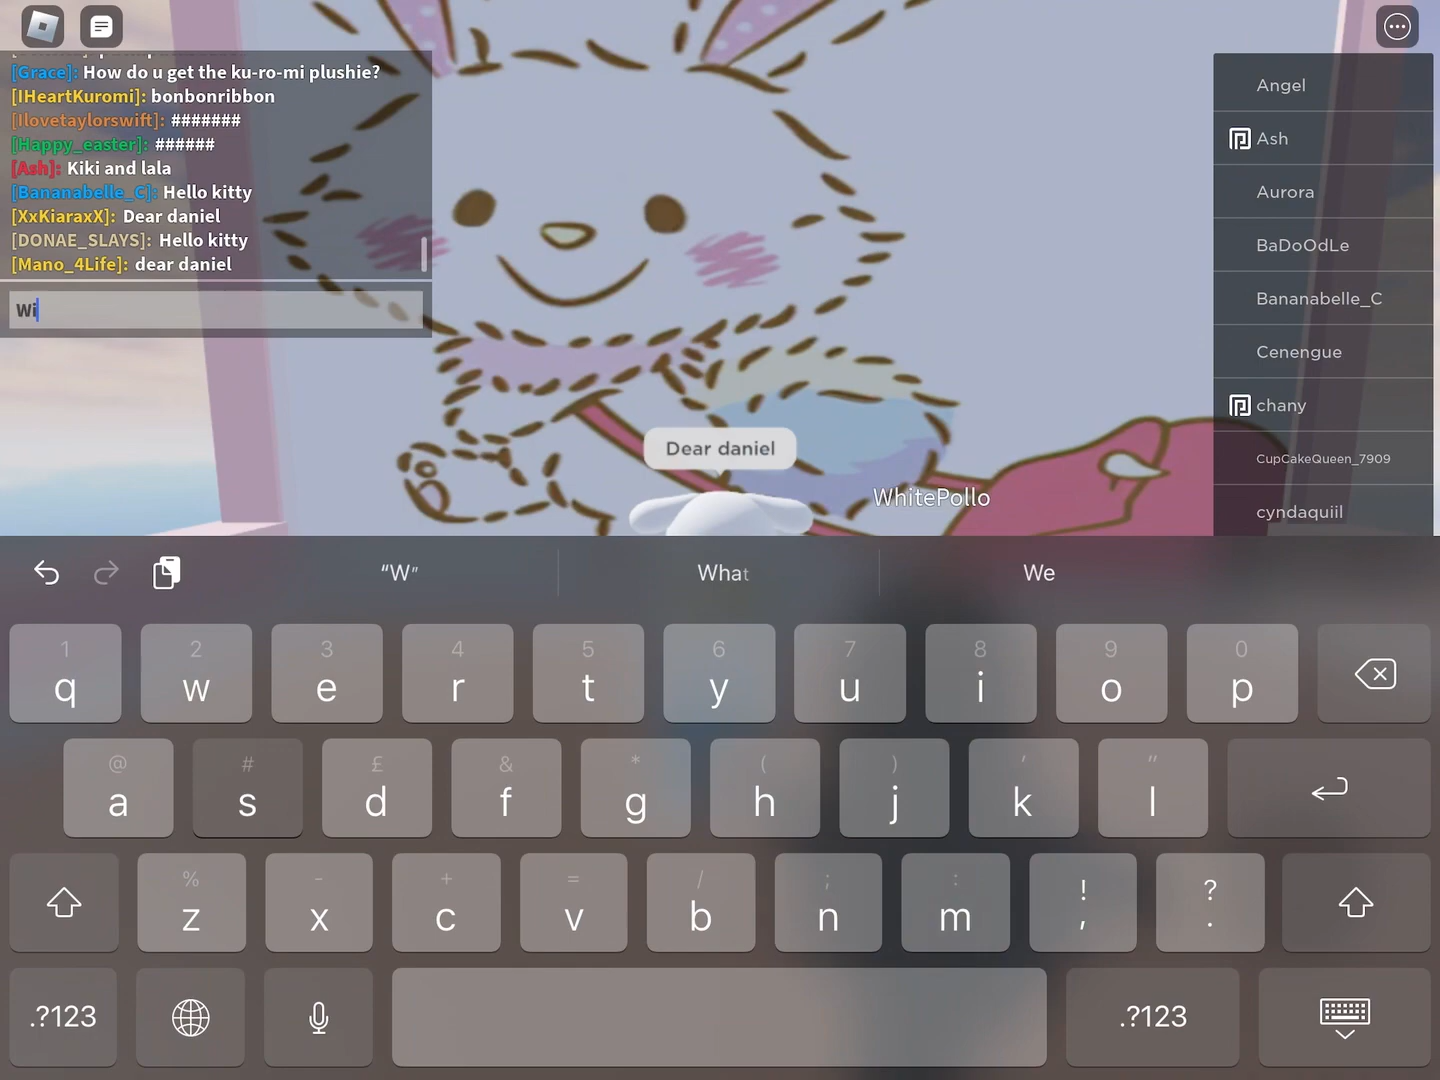 [Grace]: How do u get the ku-ro-mi plushie?
[IHeartKuromi]: bonbonribbon
[Ilovetaylorswift]: #######
[Happy_easter]: ######
[Ash]: Kiki and lala
[Bananabelle_C]: Hello kitty
[XxKiaraxX]: Dear daniel
[DONAE_SLAYS]: Hello kitty
[Mano_4Life]: dear daniel
Wi
Angel
Ash
Aurora
BaDoOdLe
Bananabelle_C
Cenengue
chany
CupCakeQueen_7909
cyndaquiil
Dear daniel
WhitePollo
“W” What We
1 2 3 4 5 6 7 8 9 0
q w e r t y u i o p
@ # £ & * ( ) ' "
a s d f g h j k l
% - + = / ; : ! ?
z x c v b n m , .
.?123 .?123